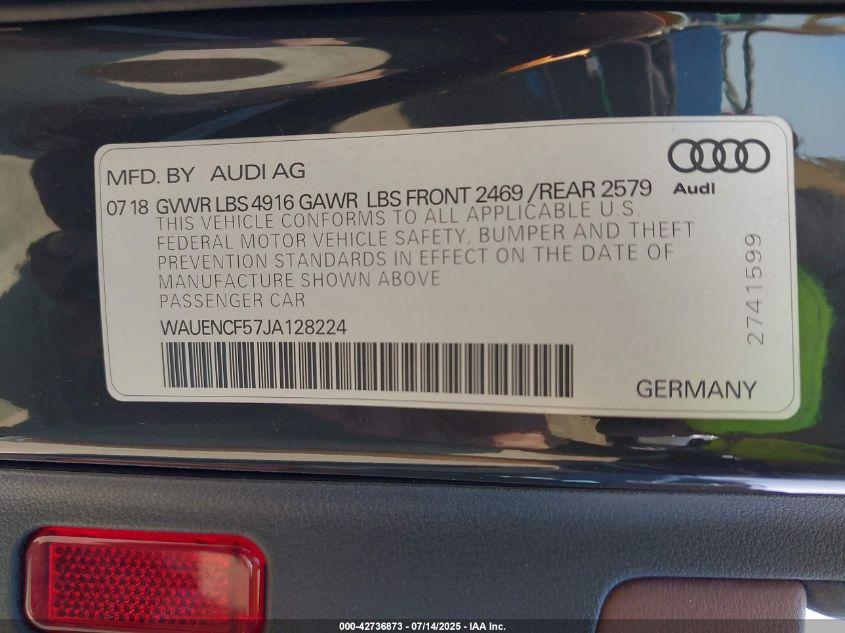 MFD. BY AUDI AG
Audi
07 18 GVWR LBS 4916 GAWR LBS FRONT 2469 /REAR 2579
THIS VEHICLE CONFORMS TO ALL APPLICABLE U.S.
FEDERAL MOTOR VEHICLE SAFETY, BUMPER AND THEFT
PREVENTION STANDARDS IN EFFECT ON THE DATE OF
MANUFACTURE SHOWN ABOVE
PASSENGER CAR
WAUENCF57JA128224
2741599
GERMANY
000-42736873 / 07/14/2025 - IAA Inc.